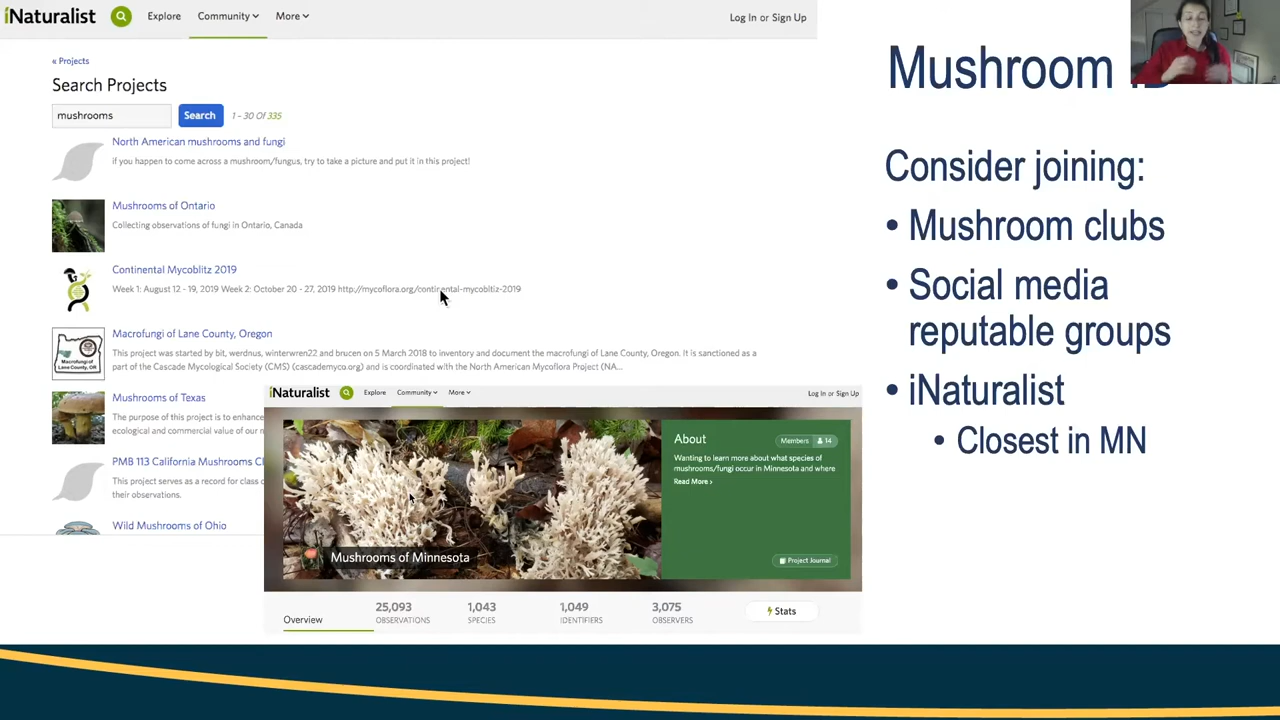 iNaturalist
Explore
Community
More
Log In or Sign Up
« Projects
Search Projects
mushrooms
Search
1 - 30 OF 335
North American mushrooms and fungi
if you happen to come across a mushroom/fungus, try to take a picture and put it in this project!
Mushrooms of Ontario
Collecting observations of fungi in Ontario, Canada
Continental Mycoblitz 2019
Week 1: August 12 - 19, 2019 Week 2: October 20 - 27, 2019 http://mycoflora.org/continental-mycobltiz-2019
Macrofungi of Lane County, Oregon
This project was started by bit, werdnus, winterwren22 and brucen on 5 March 2018 to inventory and document the macrofungi of Lane County, Oregon. It is sanctioned as a
part of the Cascade Mycological Society (CMS) (cascademyco.org) and is coordinated with the North American Mycoflora Project (NA...
Macrofungi of
Lane County, OR
Mushrooms of Texas
The purpose of this project is to enhance
ecological and commercial value of our n
PMB 113 California Mushrooms Cl
This project serves as a record for class
their observations.
Wild Mushrooms of Ohio
iNaturalist
Explore
Community
More
Log In or Sign Up
About
Members 14
Wanting to learn more about what species of
mushrooms/fungi occur in Minnesota and where
Read More ›
Mushrooms of Minnesota
Project Journal
Overview
25,093
OBSERVATIONS
1,043
SPECIES
1,049
IDENTIFIERS
3,075
OBSERVERS
Stats
Mushroom
Consider joining:
• Mushroom clubs
• Social media
reputable groups
• iNaturalist
• Closest in MN